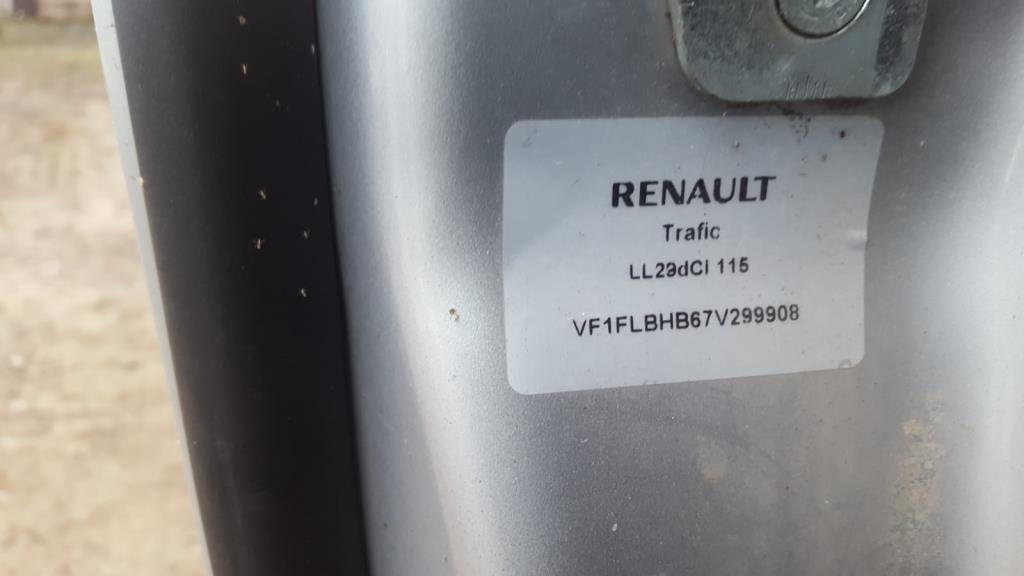 RENAULT
Trafic
LL29dCI 115
VF1FLBHB67V299908